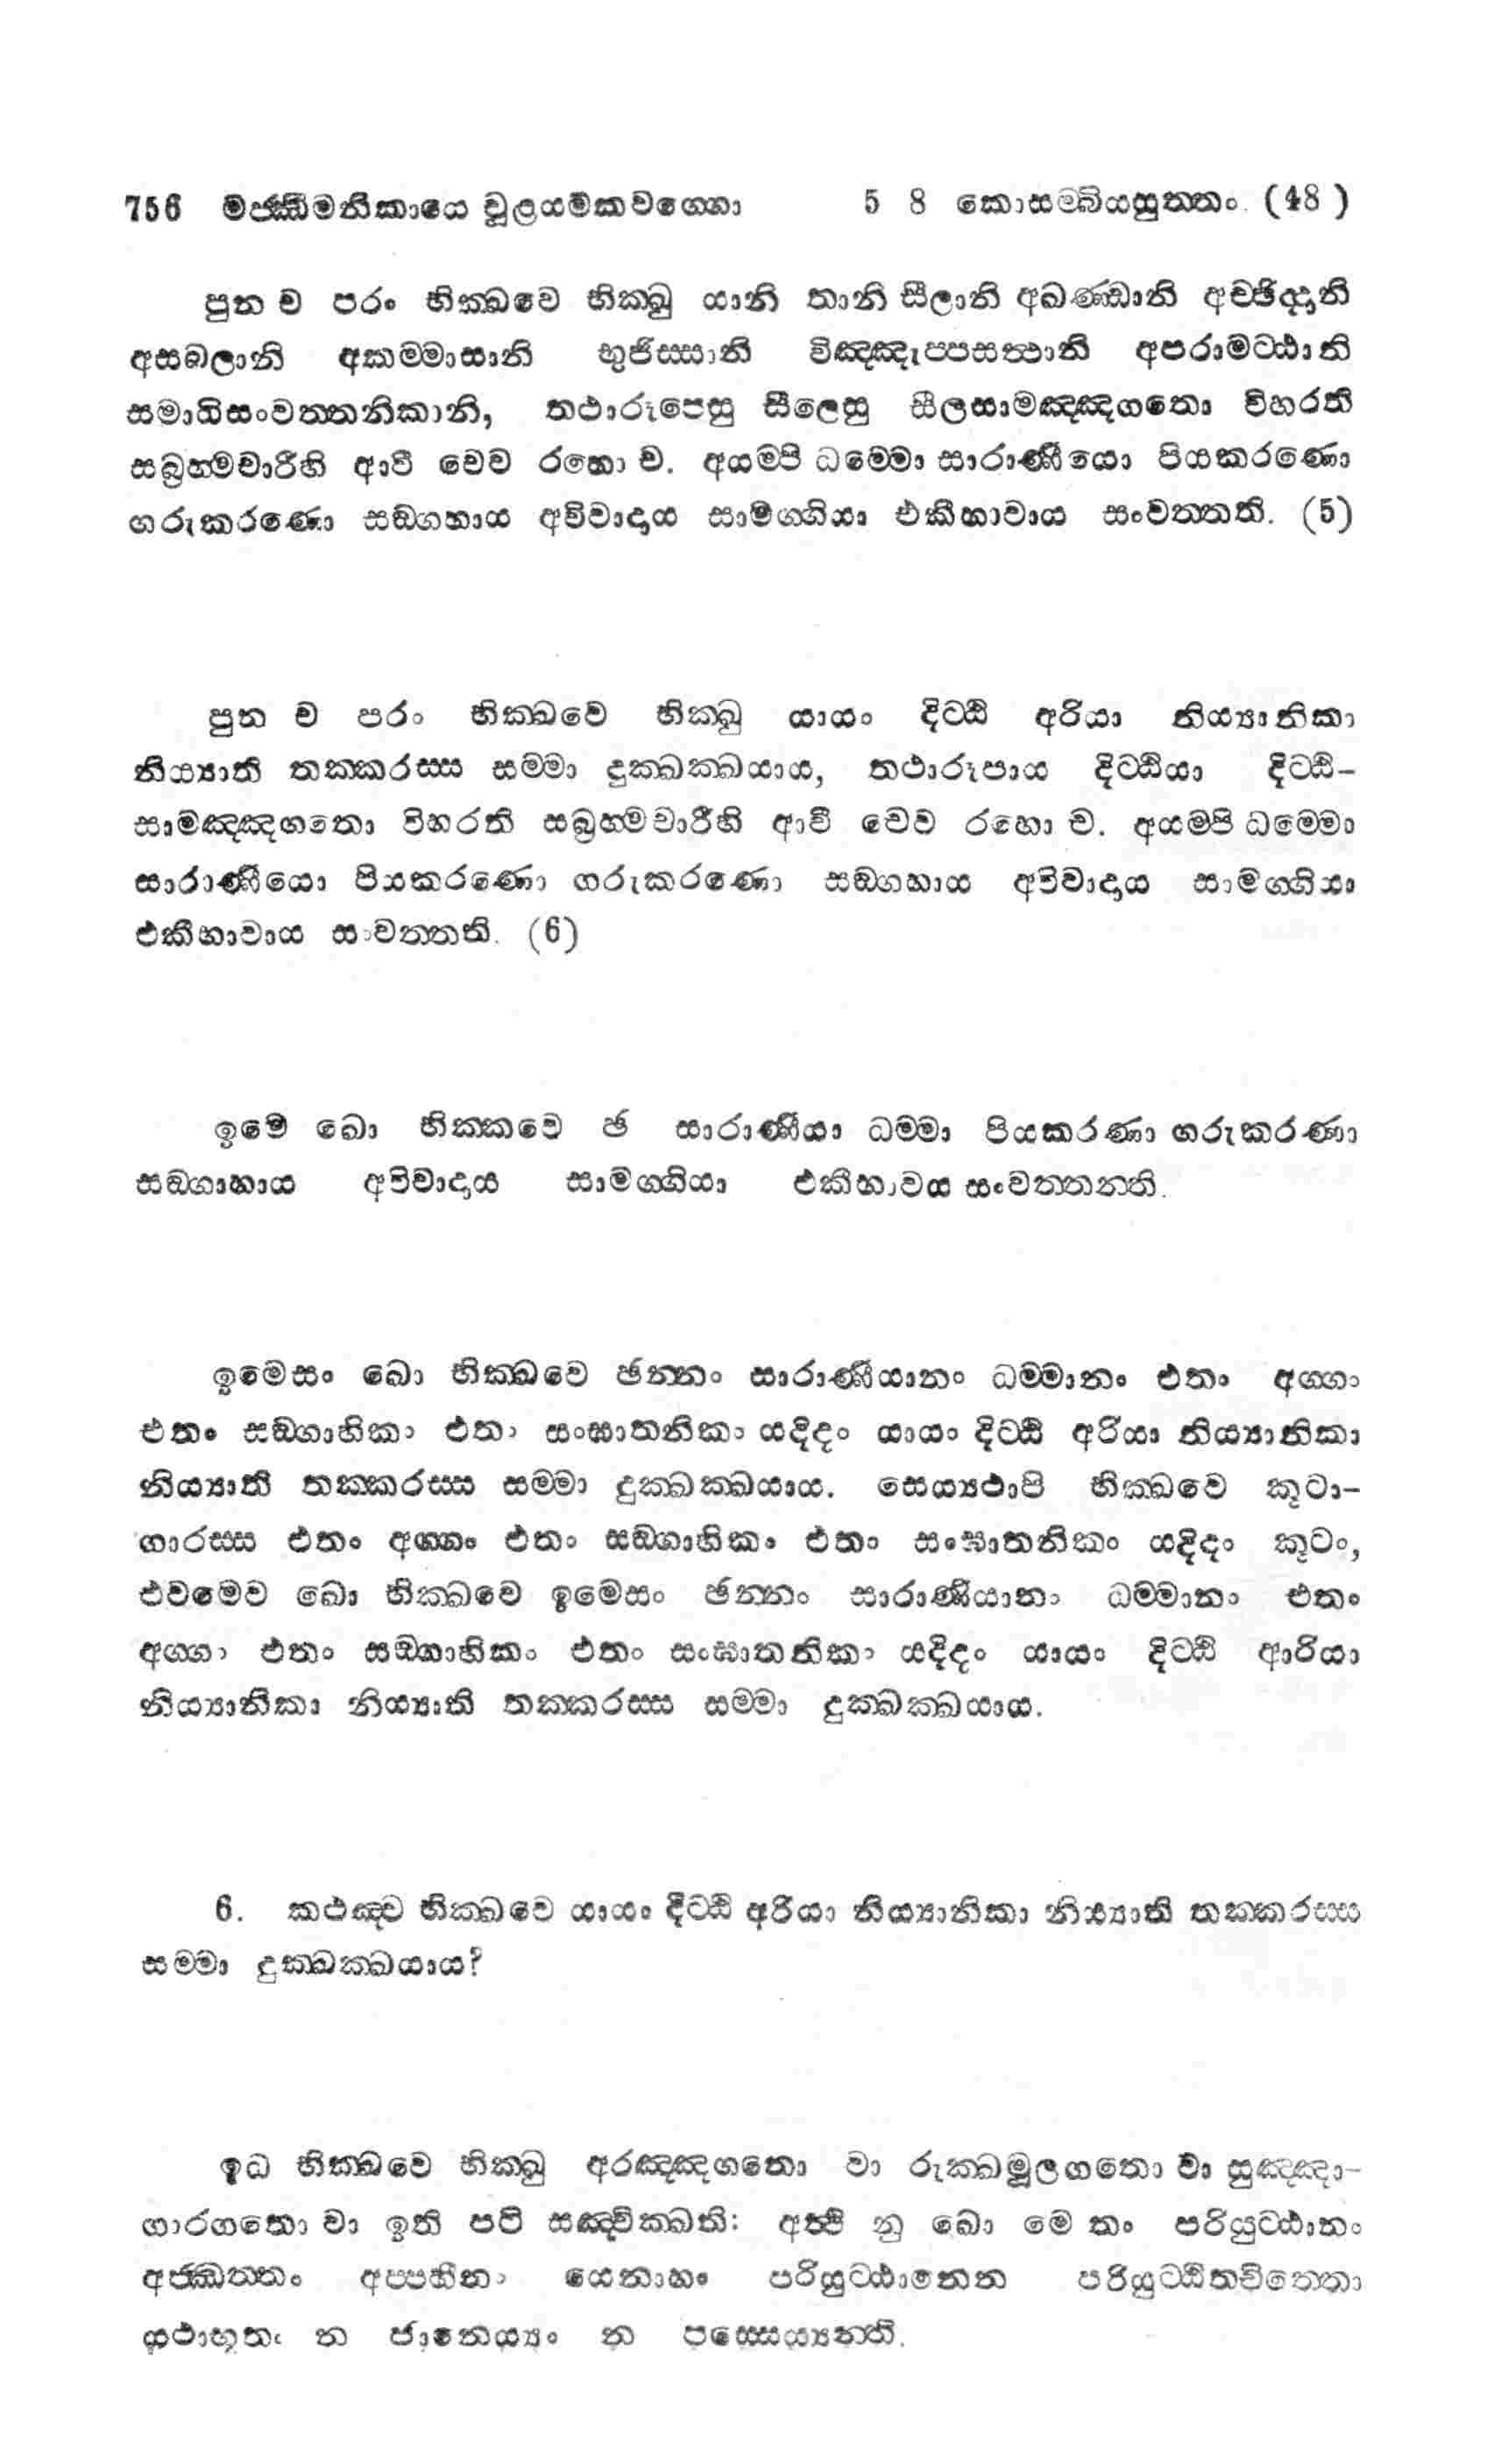 756 මජ්ඣිමනිකායෙ චූළයමකවග්ගො 5 8 කොසම්බියසුත්තං. (48)
පුන ච පරං භික්ඛවෙ භික්ඛු යානි තානි සීලානි අඛණ්ඩානි අච්ඡිද්දානි
අසබලානි අකම්මාසානි භුජිස්සානි විඤ්ඤුප්පසත්ථානි අපරාමට්ඨානි
සමාධිසංවත්තනිකානි, තථාරූපෙසු සීලෙසු සීලසාමඤ්ඤගතො විහරති
සබ්‍රහ්මචාරීහි ආවී චෙව රහො ච. අයම්පි ධම්මො සාරාණීයො පියකරණො
ගරුකරණො සඞ්ගහාය අවිවාදාය සාමග්ගියා එකීභාවාය සංවත්තති. (5)
පුන ච පරං භික්ඛවෙ භික්ඛු යායං දිට්ඨි අරියා නිය්‍යානිකා
නිය්‍යාති තක්කරස්ස සම්මා දුක්ඛක්ඛයාය, තථාරූපාය දිට්ඨියා දිට්ඨි-
සාමඤ්ඤගතො විහරති සබ්‍රහ්මචාරීහි ආවී චෙව රහො ච. අයම්පි ධම්මො
සාරාණීයො පියකරණො ගරුකරණො සඞ්ගහාය අවිවාදාය සාමග්ගියා
එකීභාවාය සංවත්තති. (6)
ඉමෙ ඛො භික්කවෙ ඡ සාරාණීයා ධම්මා පියකරණා ගරුකරණා
සඞ්ගාහාය අවිවාදාය සාමග්ගියා එකීභාවය සංවත්තන්ති.
ඉමෙසං ඛො භික්ඛවෙ ඡන්නං සාරාණීයානං ධම්මානං එතං අග්ගං
එතං සඞ්ගාහිකං එතං සංඝාතනිකං යදිදං යායං දිට්ඨි අරියා නිය්‍යානිකා
නිය්‍යාති තක්කරස්ස සම්මා දුක්ඛක්ඛයාය. සෙය්‍යථාපි භික්ඛවෙ කූටා-
ගාරස්ස එතං අග්ගං එතං සඞ්ගාහිකං එතං සංඝාතනිකං යදිදං කූටං,
එවමෙව ඛො භික්ඛවෙ ඉමෙසං ඡන්නං සාරාණීයානං ධම්මානං එතං
අග්ගං එතං සඞ්ගාහිකං එතං සංඝාතනිකං යදිදං යායං දිට්ඨි ආරියා
නිය්‍යානිකා නිය්‍යාති තක්කරස්ස සම්මා දුක්ඛක්ඛයාය.
6. කථඤ්ච භික්ඛවෙ යායං දිට්ඨි අරියා නිය්‍යානිකා නිය්‍යාති තක්කරස්ස
සම්මා දුක්ඛක්ඛයාය?
ඉධ භික්ඛවෙ භික්ඛු අරඤ්ඤගතො වා රුක්ඛමූලගතො වා සුඤ්ඤා-
ගාරගතො වා ඉති පටි සඤ්චික්ඛති: අත්ථි නු ඛො මෙ තං පරියුට්ඨානං
අජ්ඣත්තං අප්පහීනං යෙනාහං පරියුට්ඨානෙන පරියුට්ඨිතචිත්තො
යථාභූතං න ජානෙය්‍යං න පස්සෙය්‍යන්ති.